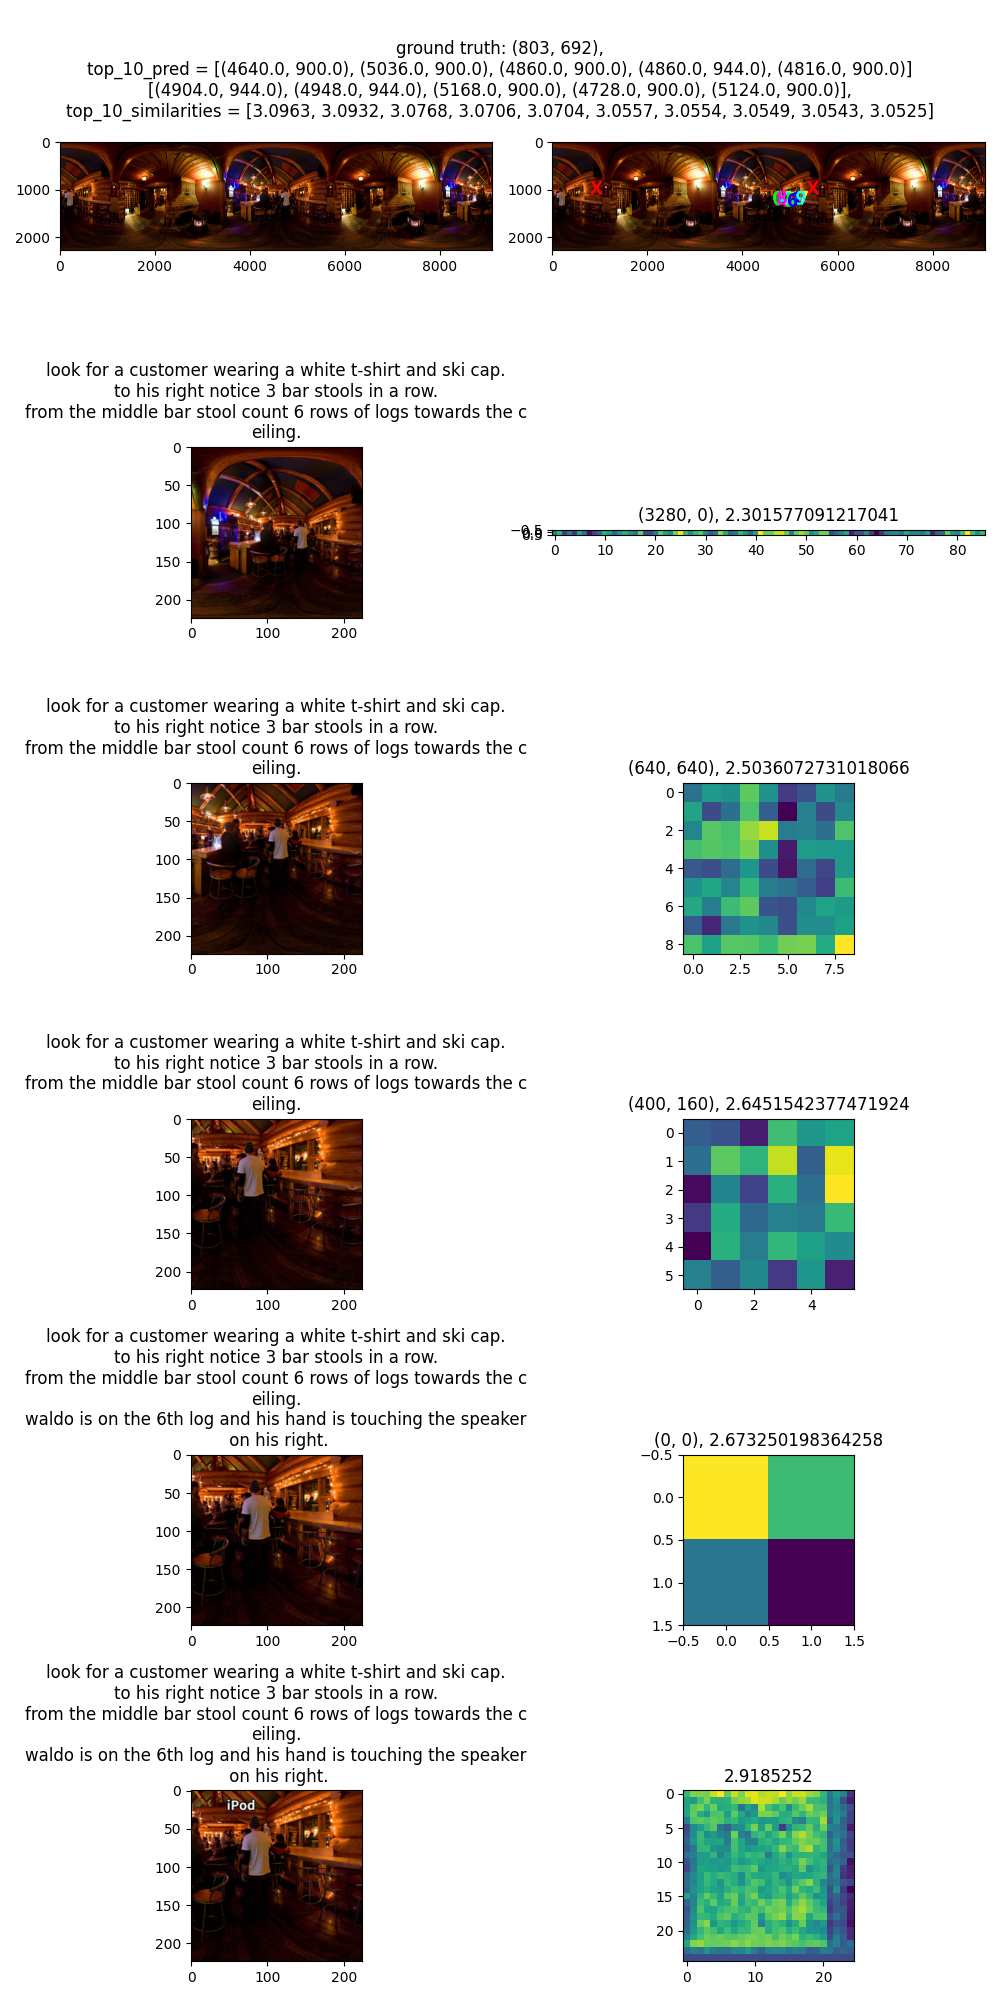 ground truth: (803, 692),
top_10_pred = [(4640.0, 900.0), (5036.0, 900.0), (4860.0, 900.0), (4860.0, 944.0), (4816.0, 900.0)]
[(4904.0, 944.0), (4948.0, 944.0), (5168.0, 900.0), (4728.0, 900.0), (5124.0, 900.0)],
top_10_similarities = [3.0963, 3.0932, 3.0768, 3.0706, 3.0704, 3.0557, 3.0554, 3.0549, 3.0543, 3.0525]
0
1000
2000
0 2000 4000 6000 8000
X X
0
1000
2000
0 2000 4000 6000 8000
look for a customer wearing a white t-shirt and ski cap.
to his right notice 3 bar stools in a row.
from the middle bar stool count 6 rows of logs towards the c
eiling.
0
50
100
150
200
0 100 200
(3280, 0), 2.301577091217041
0 10 20 30 40 50 60 70 80
look for a customer wearing a white t-shirt and ski cap.
to his right notice 3 bar stools in a row.
from the middle bar stool count 6 rows of logs towards the c
eiling.
0
50
100
150
200
0 100 200
(640, 640), 2.5036072731018066
0
2
4
6
8
0.0 2.5 5.0 7.5
look for a customer wearing a white t-shirt and ski cap.
to his right notice 3 bar stools in a row.
from the middle bar stool count 6 rows of logs towards the c
eiling.
0
50
100
150
200
0 100 200
(400, 160), 2.6451542377471924
0
1
2
3
4
5
0 2 4
look for a customer wearing a white t-shirt and ski cap.
to his right notice 3 bar stools in a row.
from the middle bar stool count 6 rows of logs towards the c
eiling.
waldo is on the 6th log and his hand is touching the speaker
on his right.
0
50
100
150
200
0 100 200
(0, 0), 2.673250198364258
−0.5
0.0
0.5
1.0
1.5
−0.5 0.0 0.5 1.0 1.5
look for a customer wearing a white t-shirt and ski cap.
to his right notice 3 bar stools in a row.
from the middle bar stool count 6 rows of logs towards the c
eiling.
waldo is on the 6th log and his hand is touching the speaker
on his right.
0
50
100
150
200
iPod
0 100 200
2.9185252
0
5
10
15
20
0 10 20